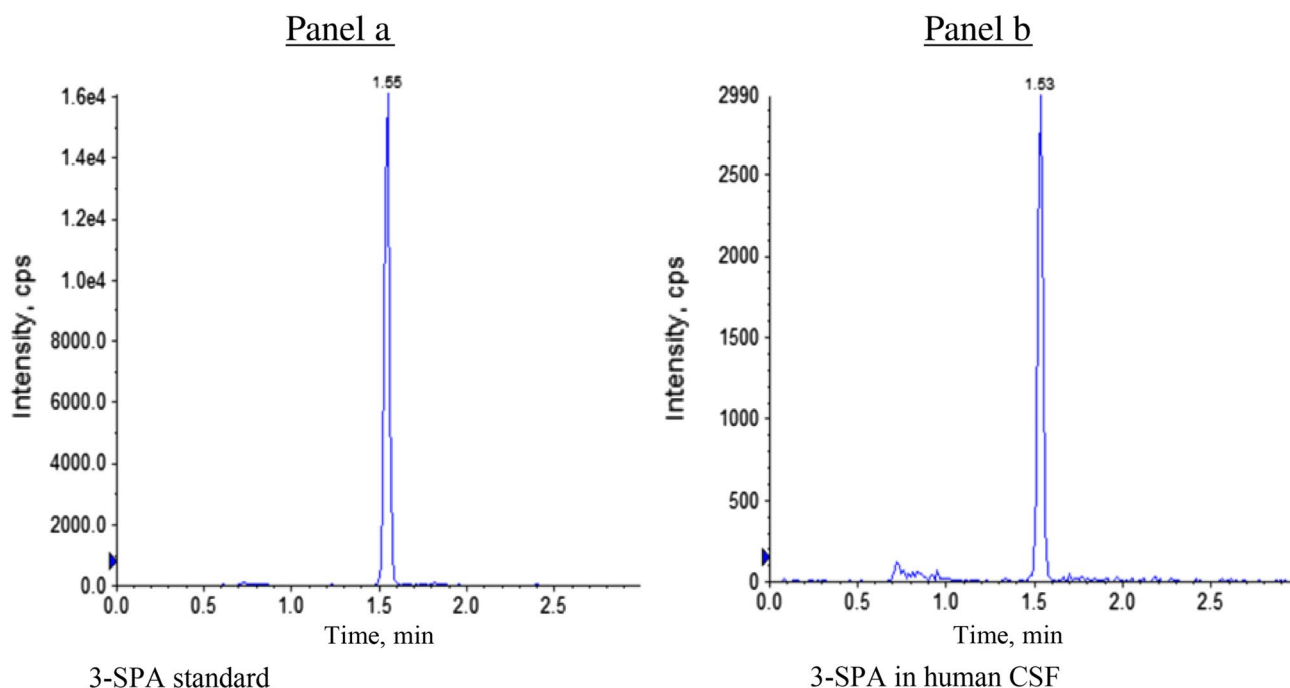 Panel a
1.55
1.6e4
1.4e4
1.2e4
1.0e4
8000.0
6000.0
4000.0
2000.0
0.0
Intensity, cps
0.0 0.5 1.0 1.5 2.0 2.5
Time, min
3-SPA standard
Panel b
1.53
2990
2500
2000
1500
1000
500
0
Intensity, cps
0.0 0.5 1.0 1.5 2.0 2.5
Time, min
3-SPA in human CSF